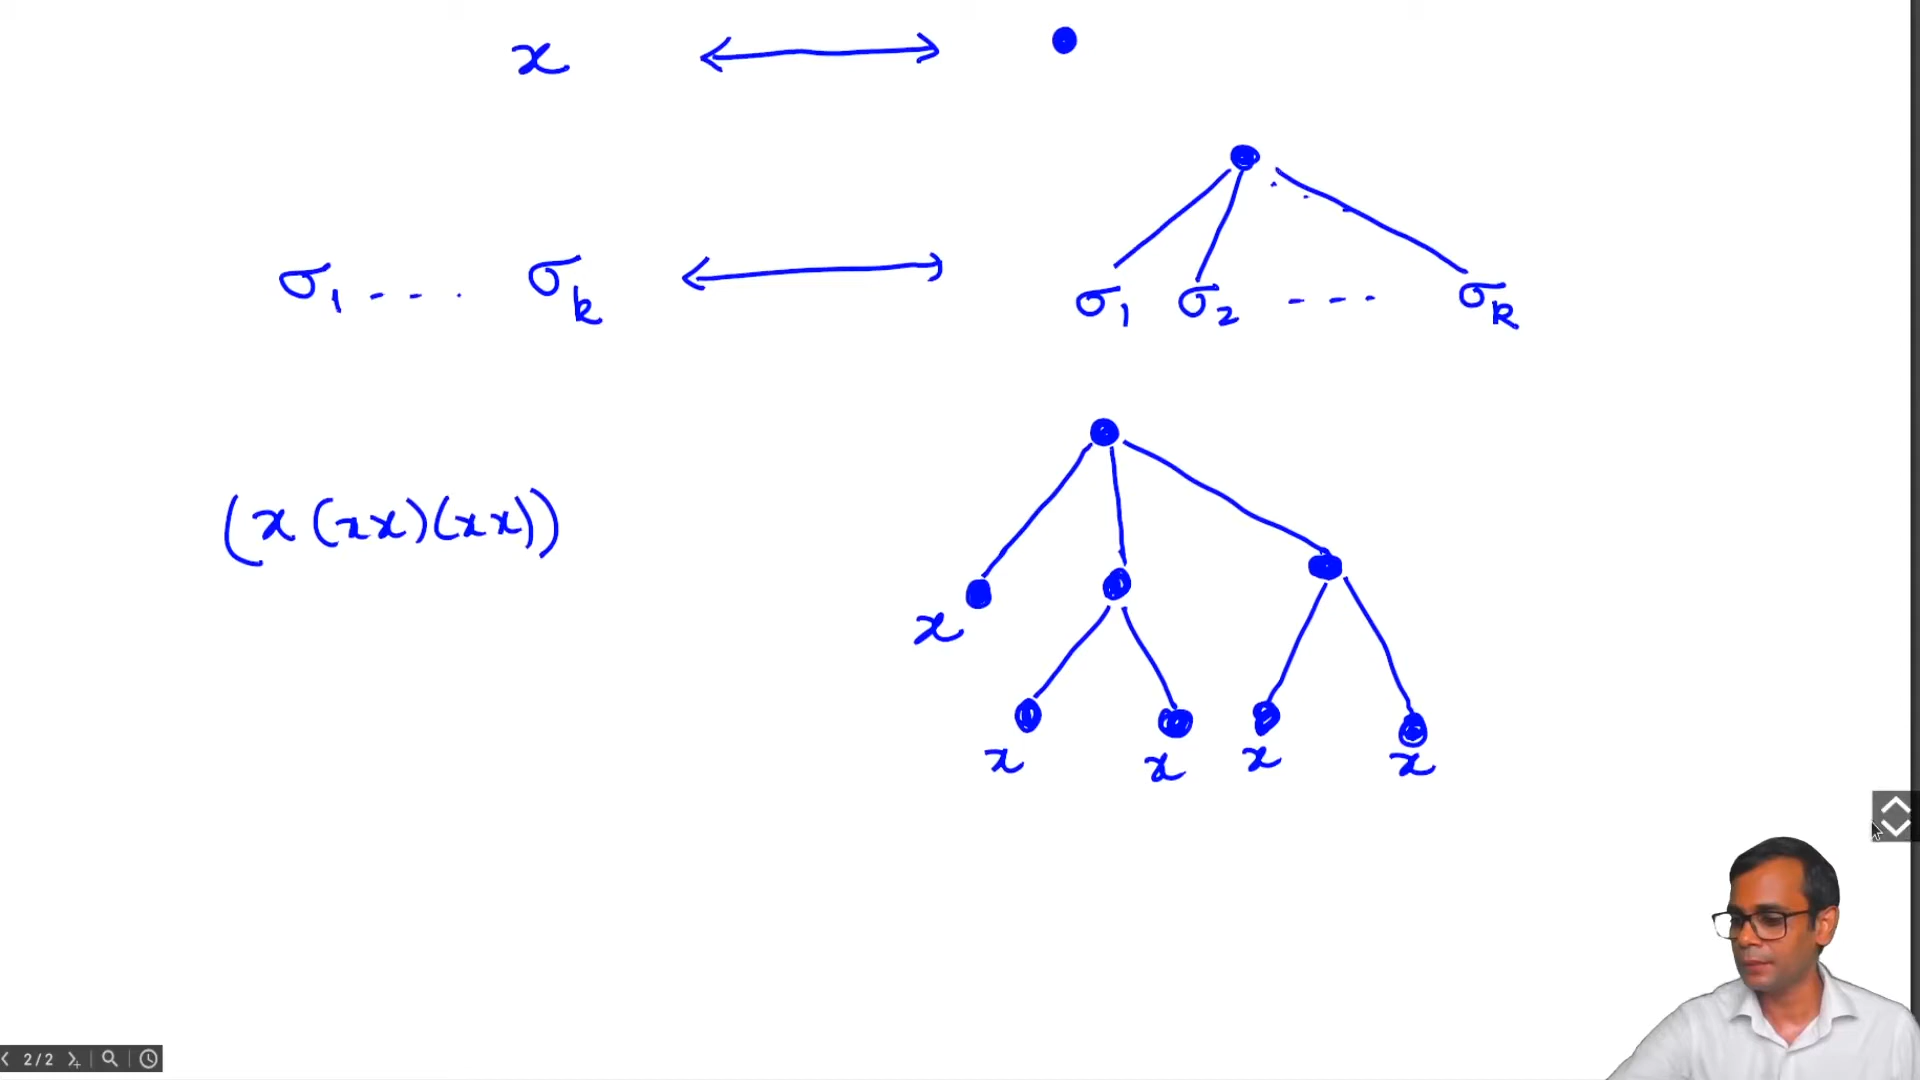 x ⟷ •
σ₁ - - - . σₖ ⟷ σ₁ σ₂ - - - σₖ
(x (xx)(xx))
x
x x x x
2/2